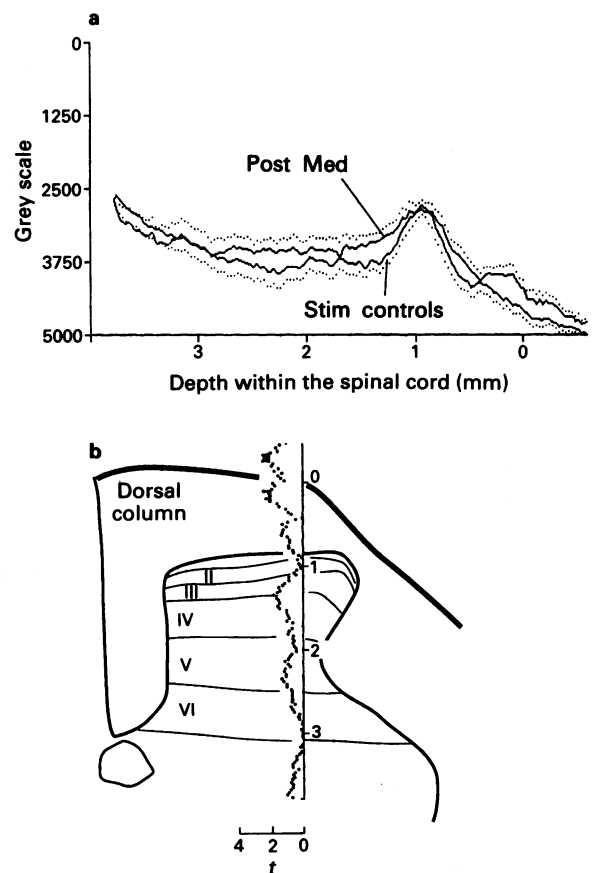 a
0
1250
2500
3750
5000
Grey scale
Post Med
Stim controls
3 2 1 0
Depth within the spinal cord (mm)
b
Dorsal
column
0
1
2
3
II
III
IV
V
VI
4 2 0
t